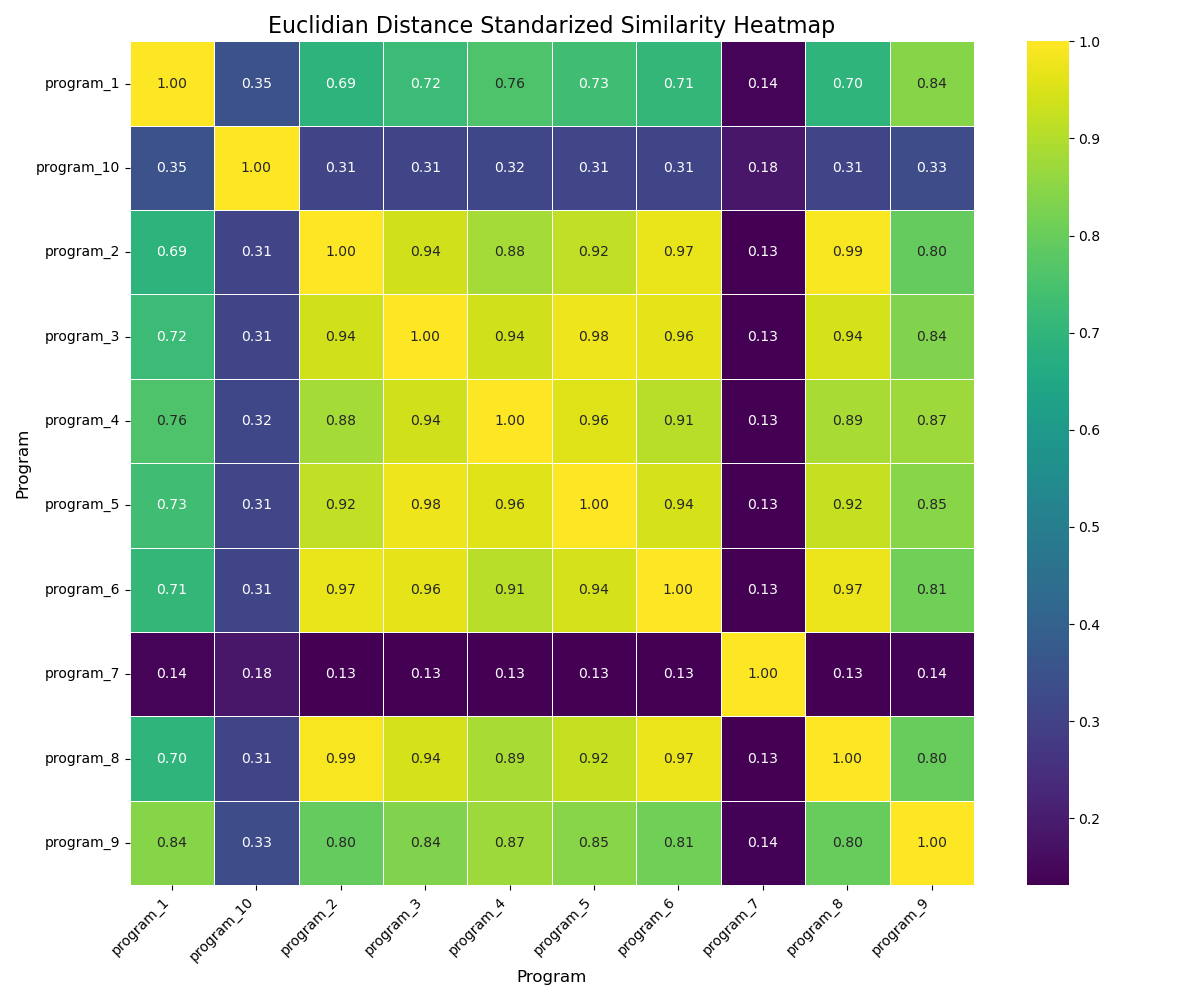 Euclidian Distance Standarized Similarity Heatmap
program_1 1.00 0.35 0.69 0.72 0.76 0.73 0.71 0.14 0.70 0.84
program_10 0.35 1.00 0.31 0.31 0.32 0.31 0.31 0.18 0.31 0.33
program_2 0.69 0.31 1.00 0.94 0.88 0.92 0.97 0.13 0.99 0.80
program_3 0.72 0.31 0.94 1.00 0.94 0.98 0.96 0.13 0.94 0.84
program_4 0.76 0.32 0.88 0.94 1.00 0.96 0.91 0.13 0.89 0.87
program_5 0.73 0.31 0.92 0.98 0.96 1.00 0.94 0.13 0.92 0.85
program_6 0.71 0.31 0.97 0.96 0.91 0.94 1.00 0.13 0.97 0.81
program_7 0.14 0.18 0.13 0.13 0.13 0.13 0.13 1.00 0.13 0.14
program_8 0.70 0.31 0.99 0.94 0.89 0.92 0.97 0.13 1.00 0.80
program_9 0.84 0.33 0.80 0.84 0.87 0.85 0.81 0.14 0.80 1.00
program_1 program_10 program_2 program_3 program_4 program_5 program_6 program_7 program_8 program_9
Program
Program
1.0
0.9
0.8
0.7
0.6
0.5
0.4
0.3
0.2